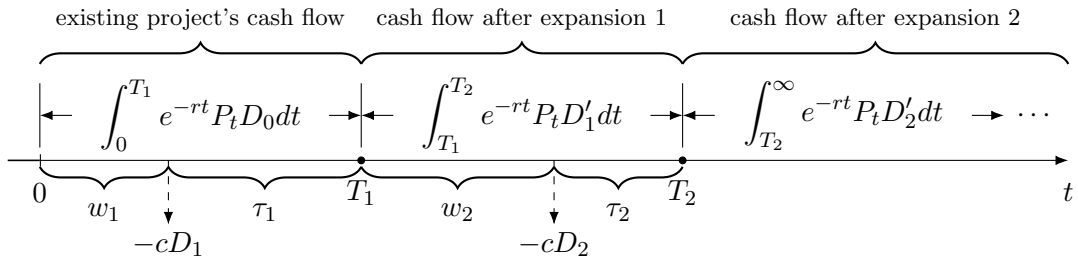 existing project's cash flow cash flow after expansion 1 cash flow after expansion 2
∫_0^{T_1} e^{-rt} P_t D_0 dt ∫_{T_1}^{T_2} e^{-rt} P_t D'_1 dt ∫_{T_2}^{∞} e^{-rt} P_t D'_2 dt ⋯
0 T_1 T_2 t
w_1 τ_1 w_2 τ_2
-cD_1 -cD_2